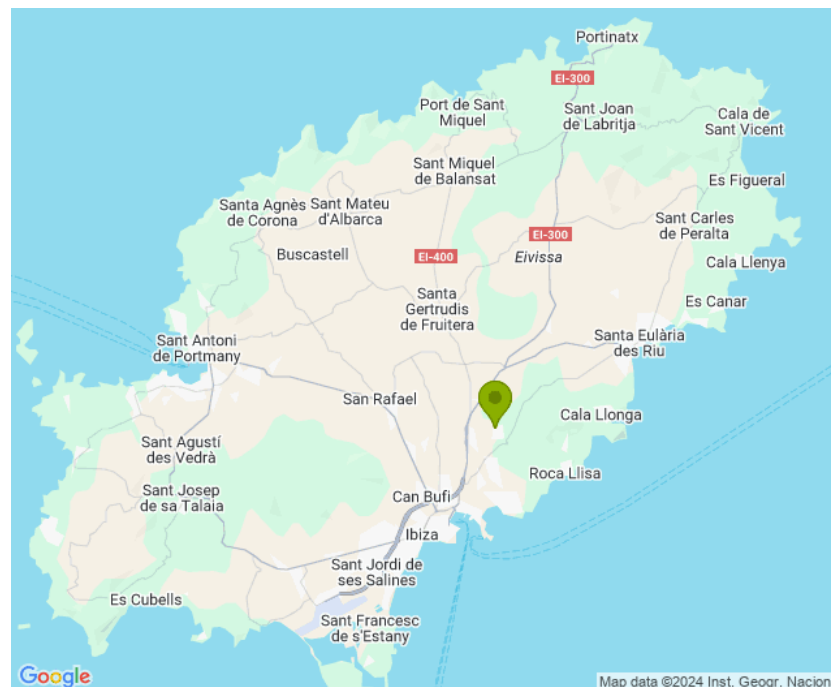 Portinatx
EI-300
Port de Sant
Miquel
Sant Joan
de Labritja
Cala de
Sant Vicent
Sant Miquel
de Balansat
Es Figueral
Santa Agnès
de Corona
Sant Mateu
d'Albarca
Sant Carles
de Peralta
EI-300
Buscastell
EI-400
Eivissa
Cala Llenya
Santa
Gertrudis
de Fruitera
Es Canar
Sant Antoni
de Portmany
Santa Eulària
des Riu
San Rafael
Cala Llonga
Sant Agustí
des Vedrà
Roca Llisa
Sant Josep
de sa Talaia
Can Bufi
Ibiza
Sant Jordi de
ses Salines
Es Cubells
Sant Francesc
de s'Estany
Google
Map data ©2024 Inst. Geogr. Nacion